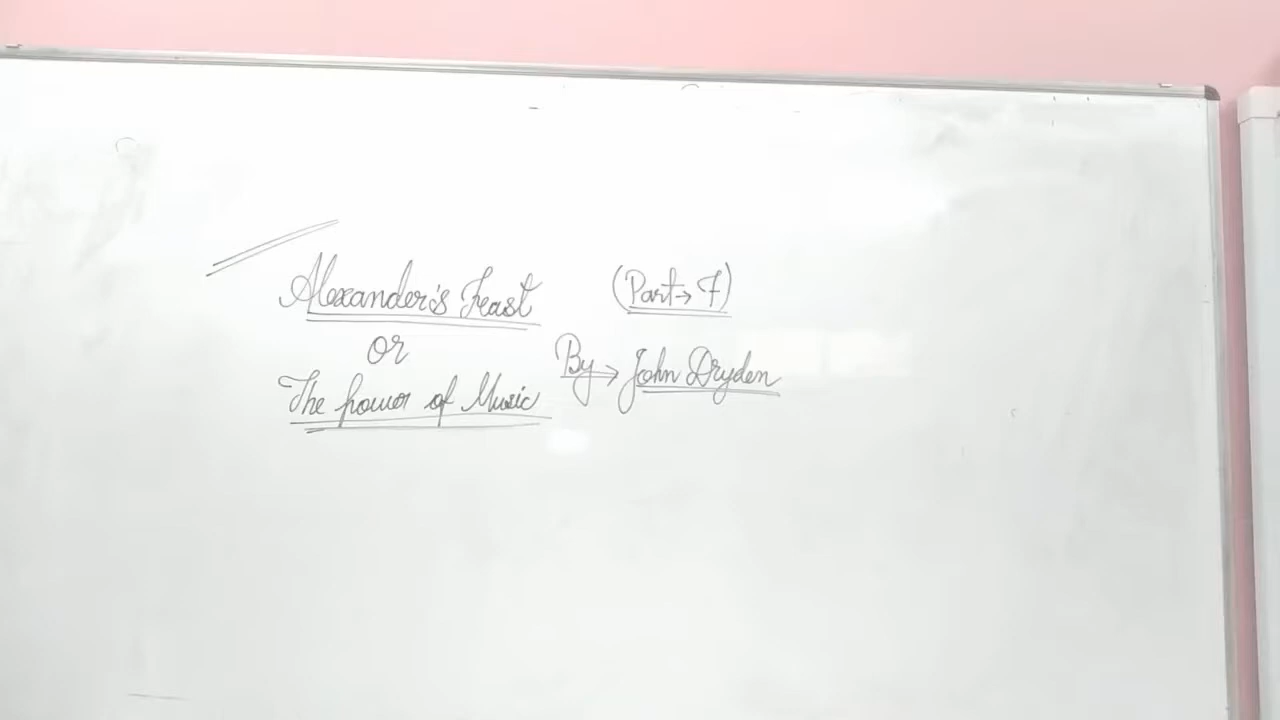 Alexander's Feast (Part→ 7)
or
By→ John Dryden
The power of Music